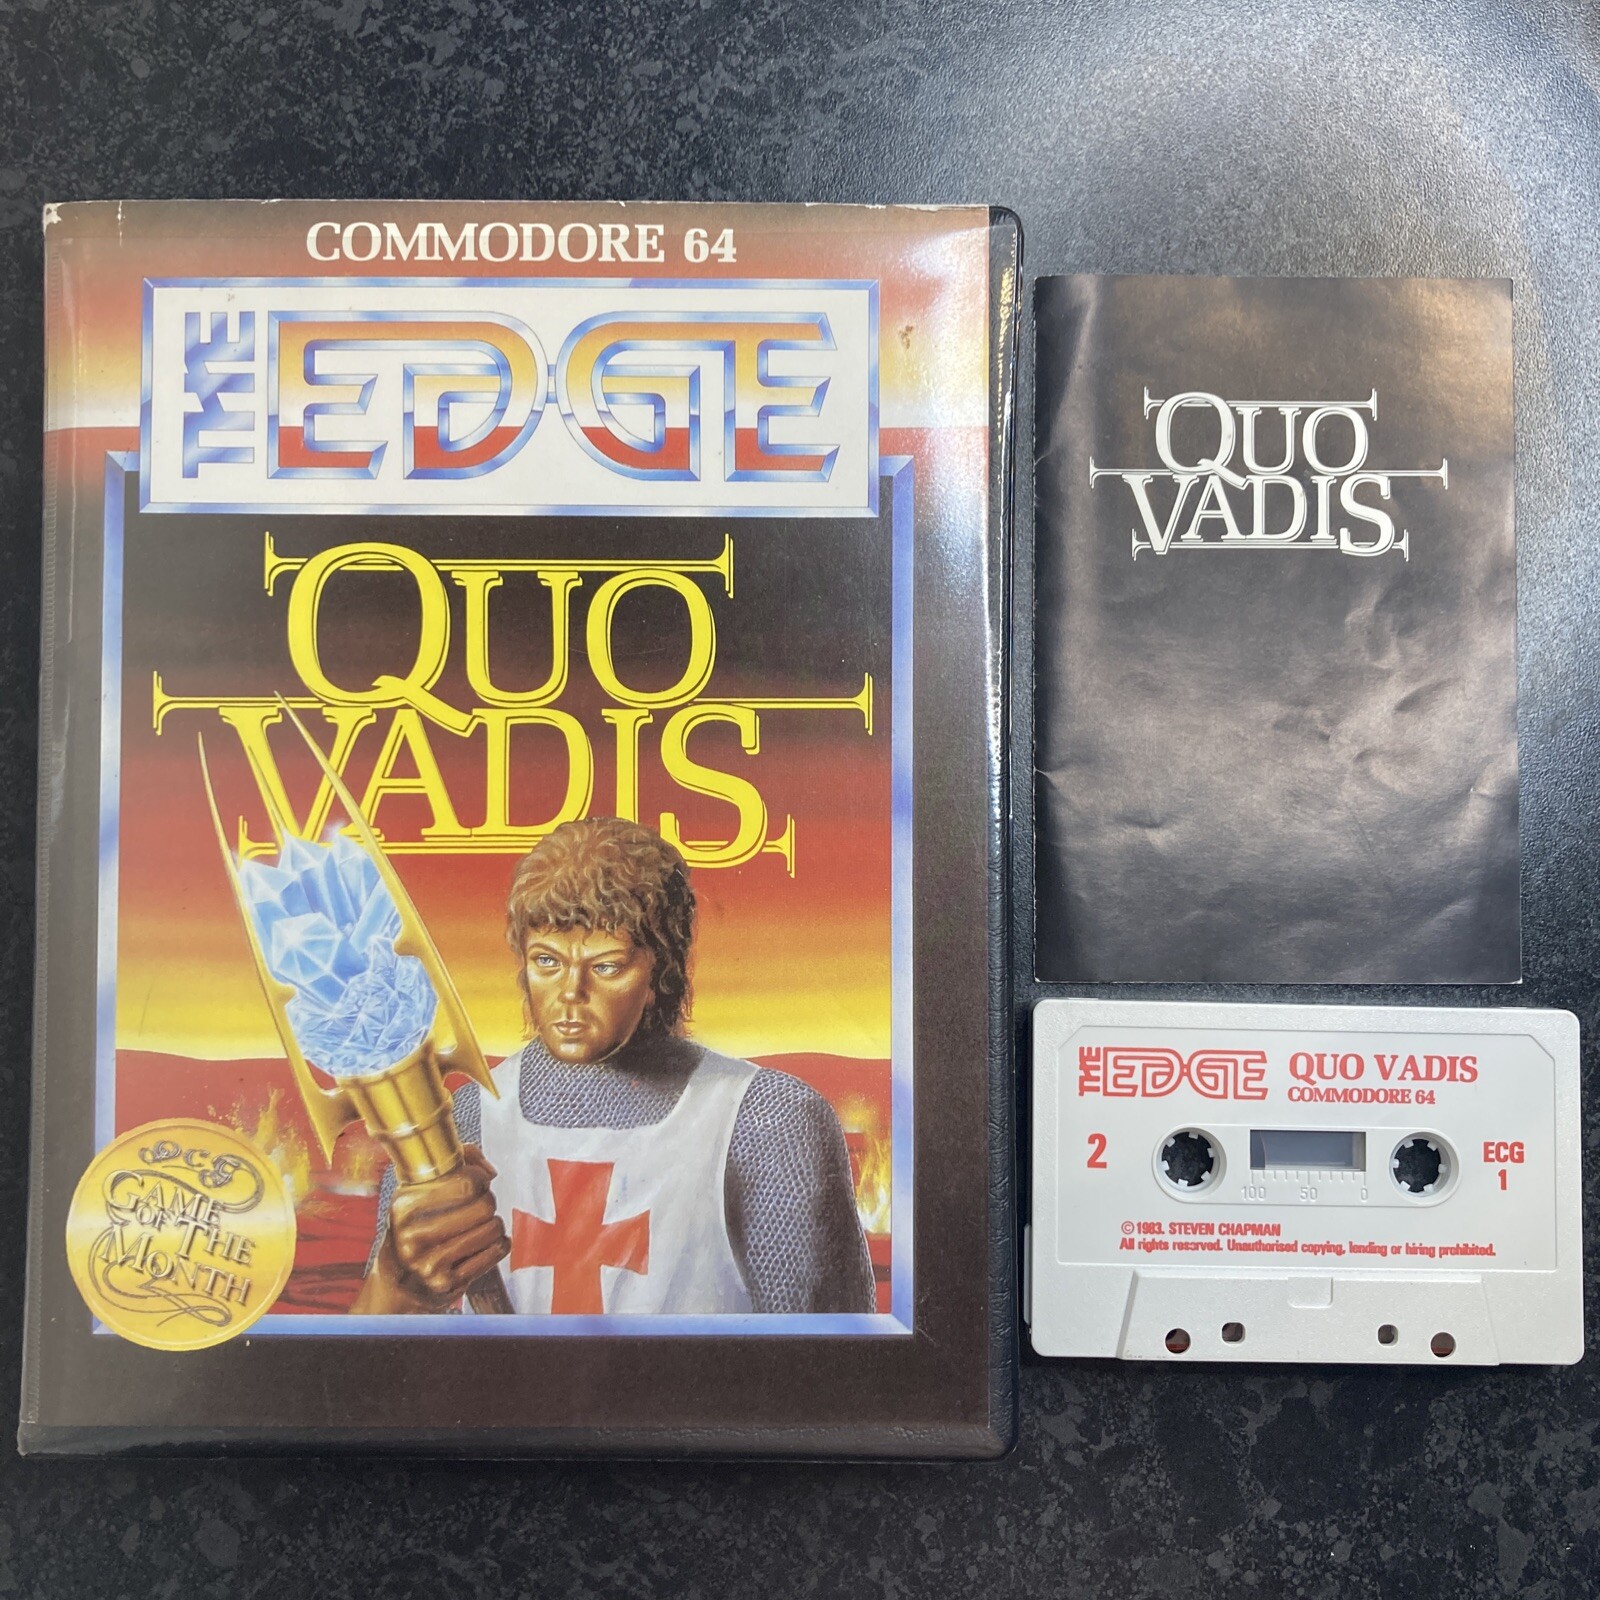 COMMODORE 64
THE EDGE
QUO
VADIS
PCG
GAME
OF THE
MONTH
QUO
VADIS
THE EDGE
QUO VADIS
COMMODORE 64
2
ECG
1
100 50 0
© 1983. STEVEN CHAPMAN
All rights reserved. Unauthorised copying, lending or hiring prohibited.